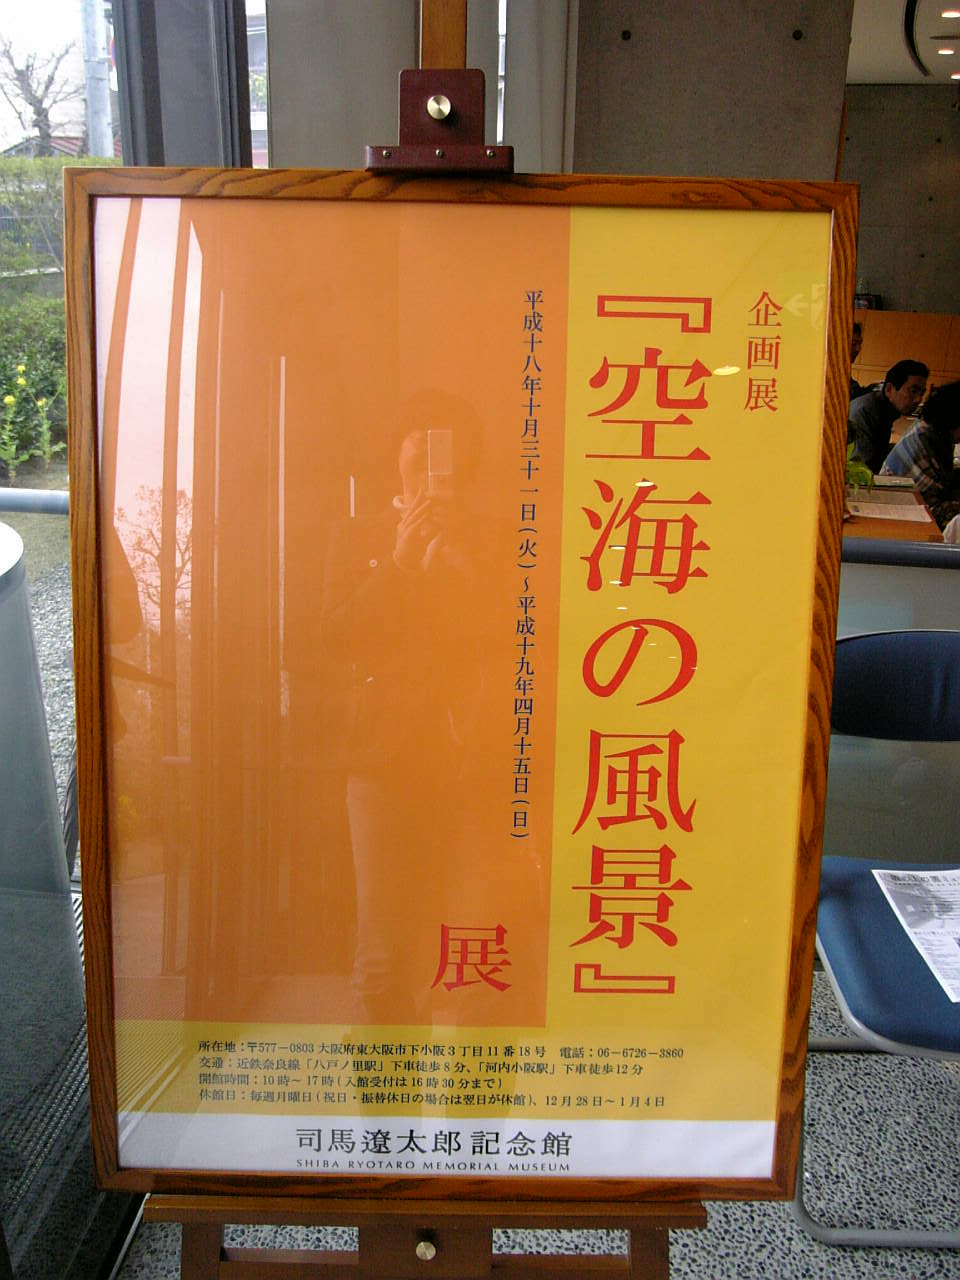 企画展
『空海の風景』
展
平成十八年十月三十一日(火)～平成十九年四月十五日(日)
所在地：〒577－0803 大阪府東大阪市下小阪3丁目11番18号　電話：06－6726－3860
交通：近鉄奈良線「八戸ノ里駅」下車徒歩8分、「河内小阪駅」下車徒歩12分
開館時間：10時～17時(入館受付は16時30分まで)
休館日：毎週月曜日(祝日・振替休日の場合は翌日が休館)、12月28日～1月4日
司馬遼太郎記念館
SHIBA RYOTARO MEMORIAL MUSEUM